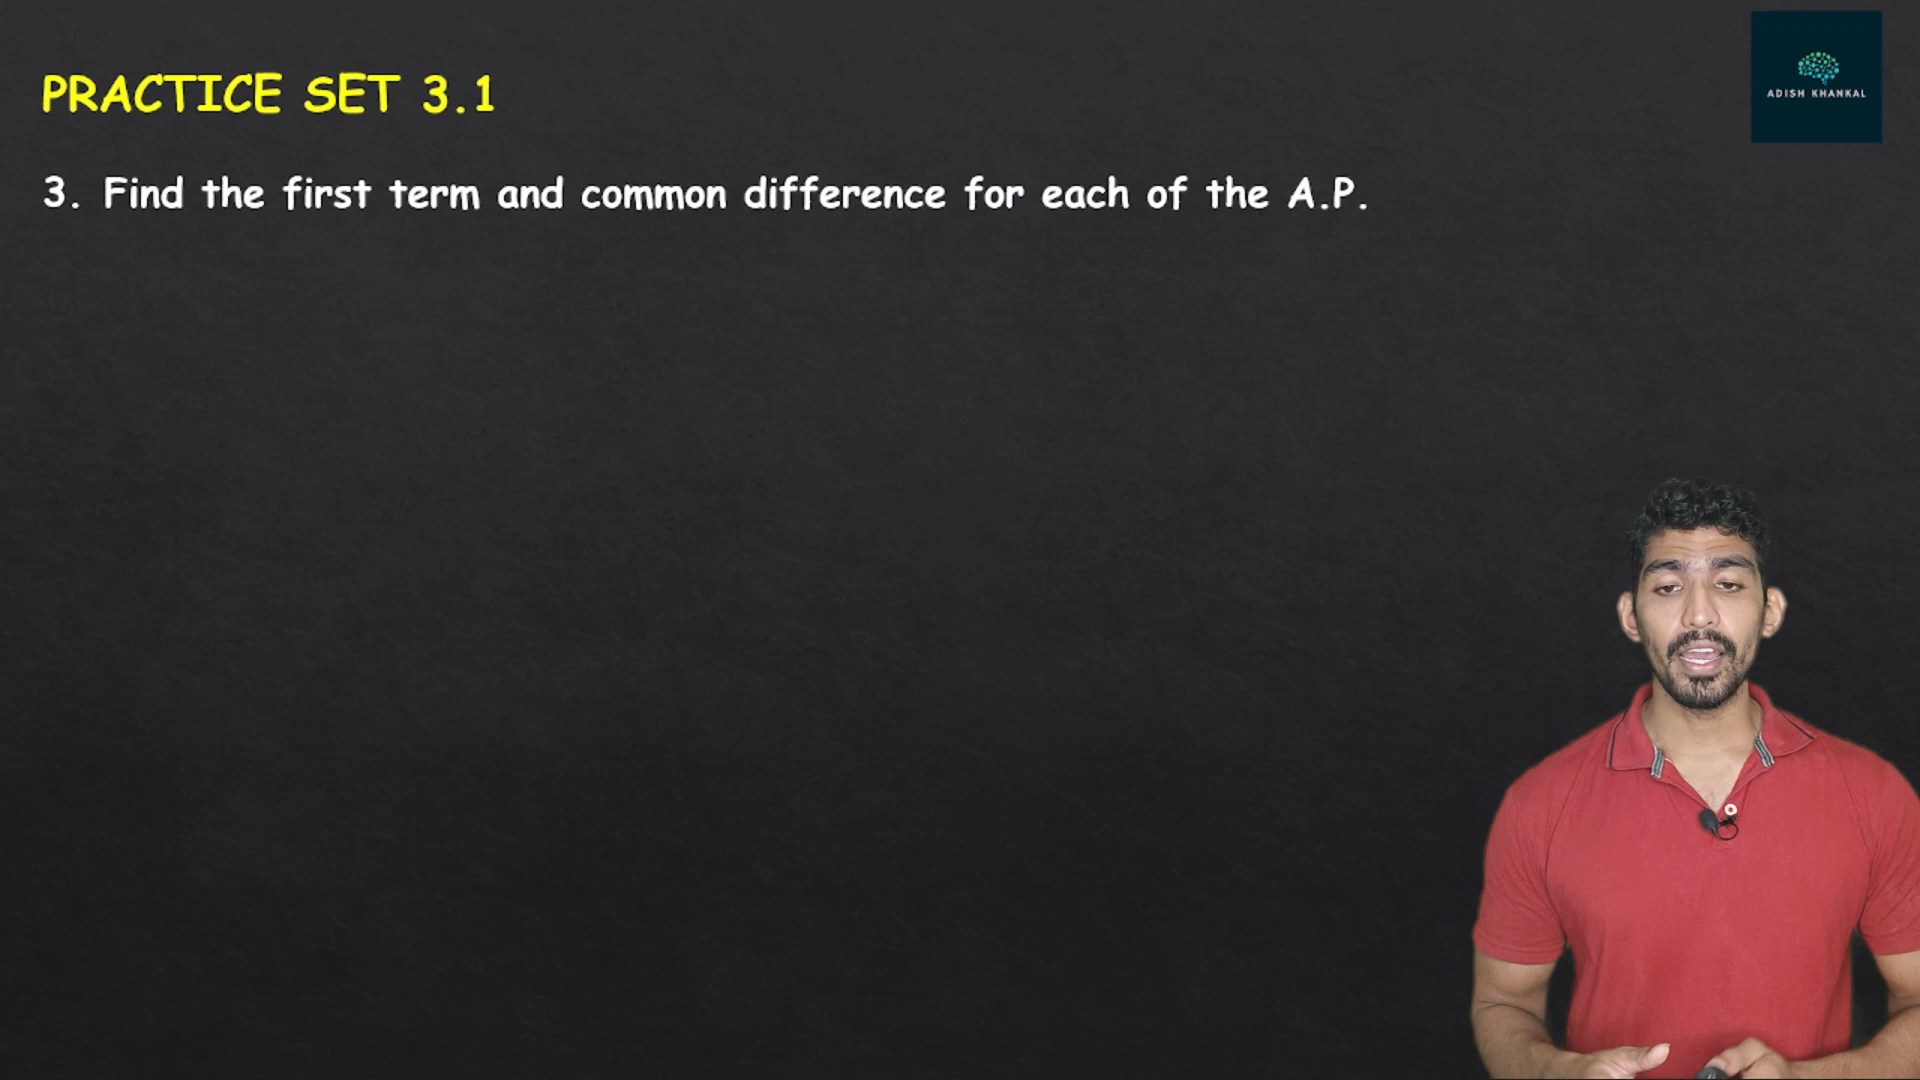 PRACTICE SET 3.1
ADISH KHANKAL
3. Find the first term and common difference for each of the A.P.